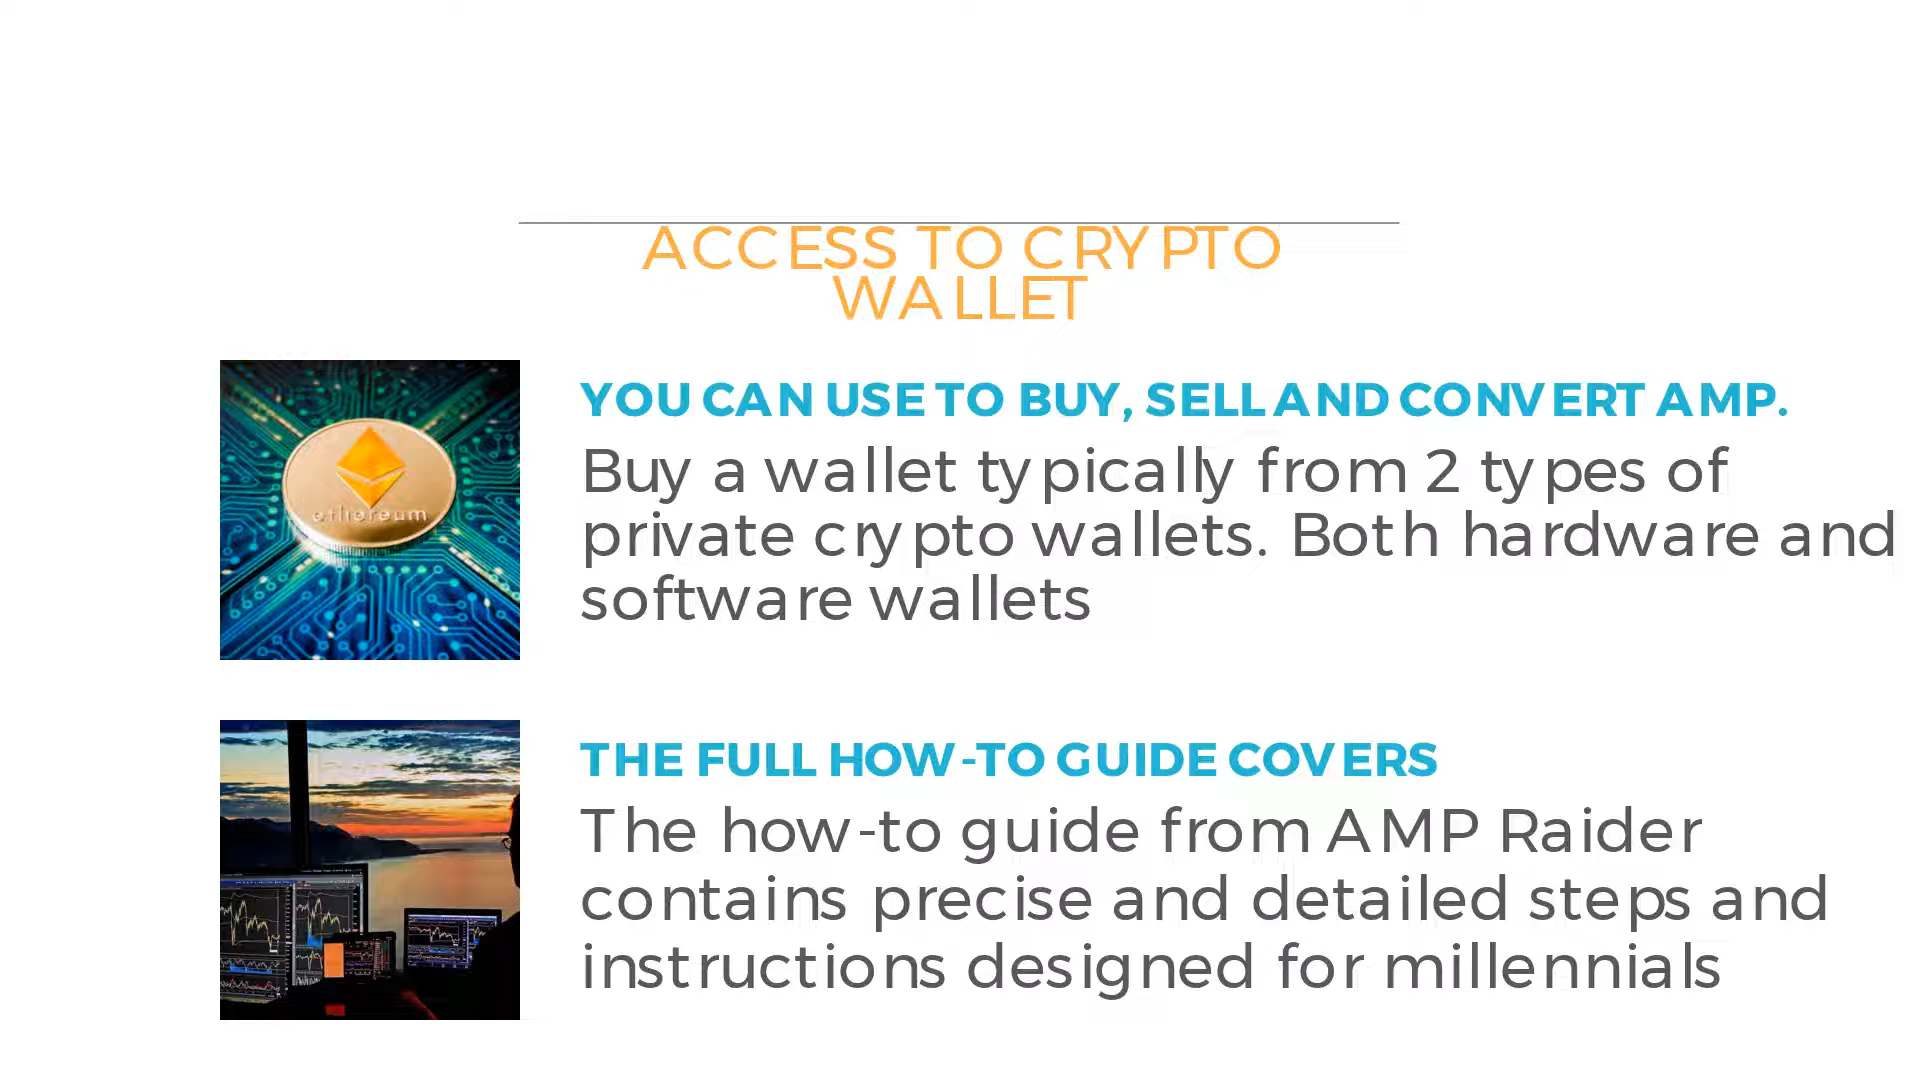 ACCESS TO CRYPTO
WALLET
YOU CAN USE TO BUY, SELL AND CONVERT AMP.
Buy a wallet typically from 2 types of
private crypto wallets. Both hardware and
software wallets
ethereum
THE FULL HOW-TO GUIDE COVERS
The how-to guide from AMP Raider
contains precise and detailed steps and
instructions designed for millennials